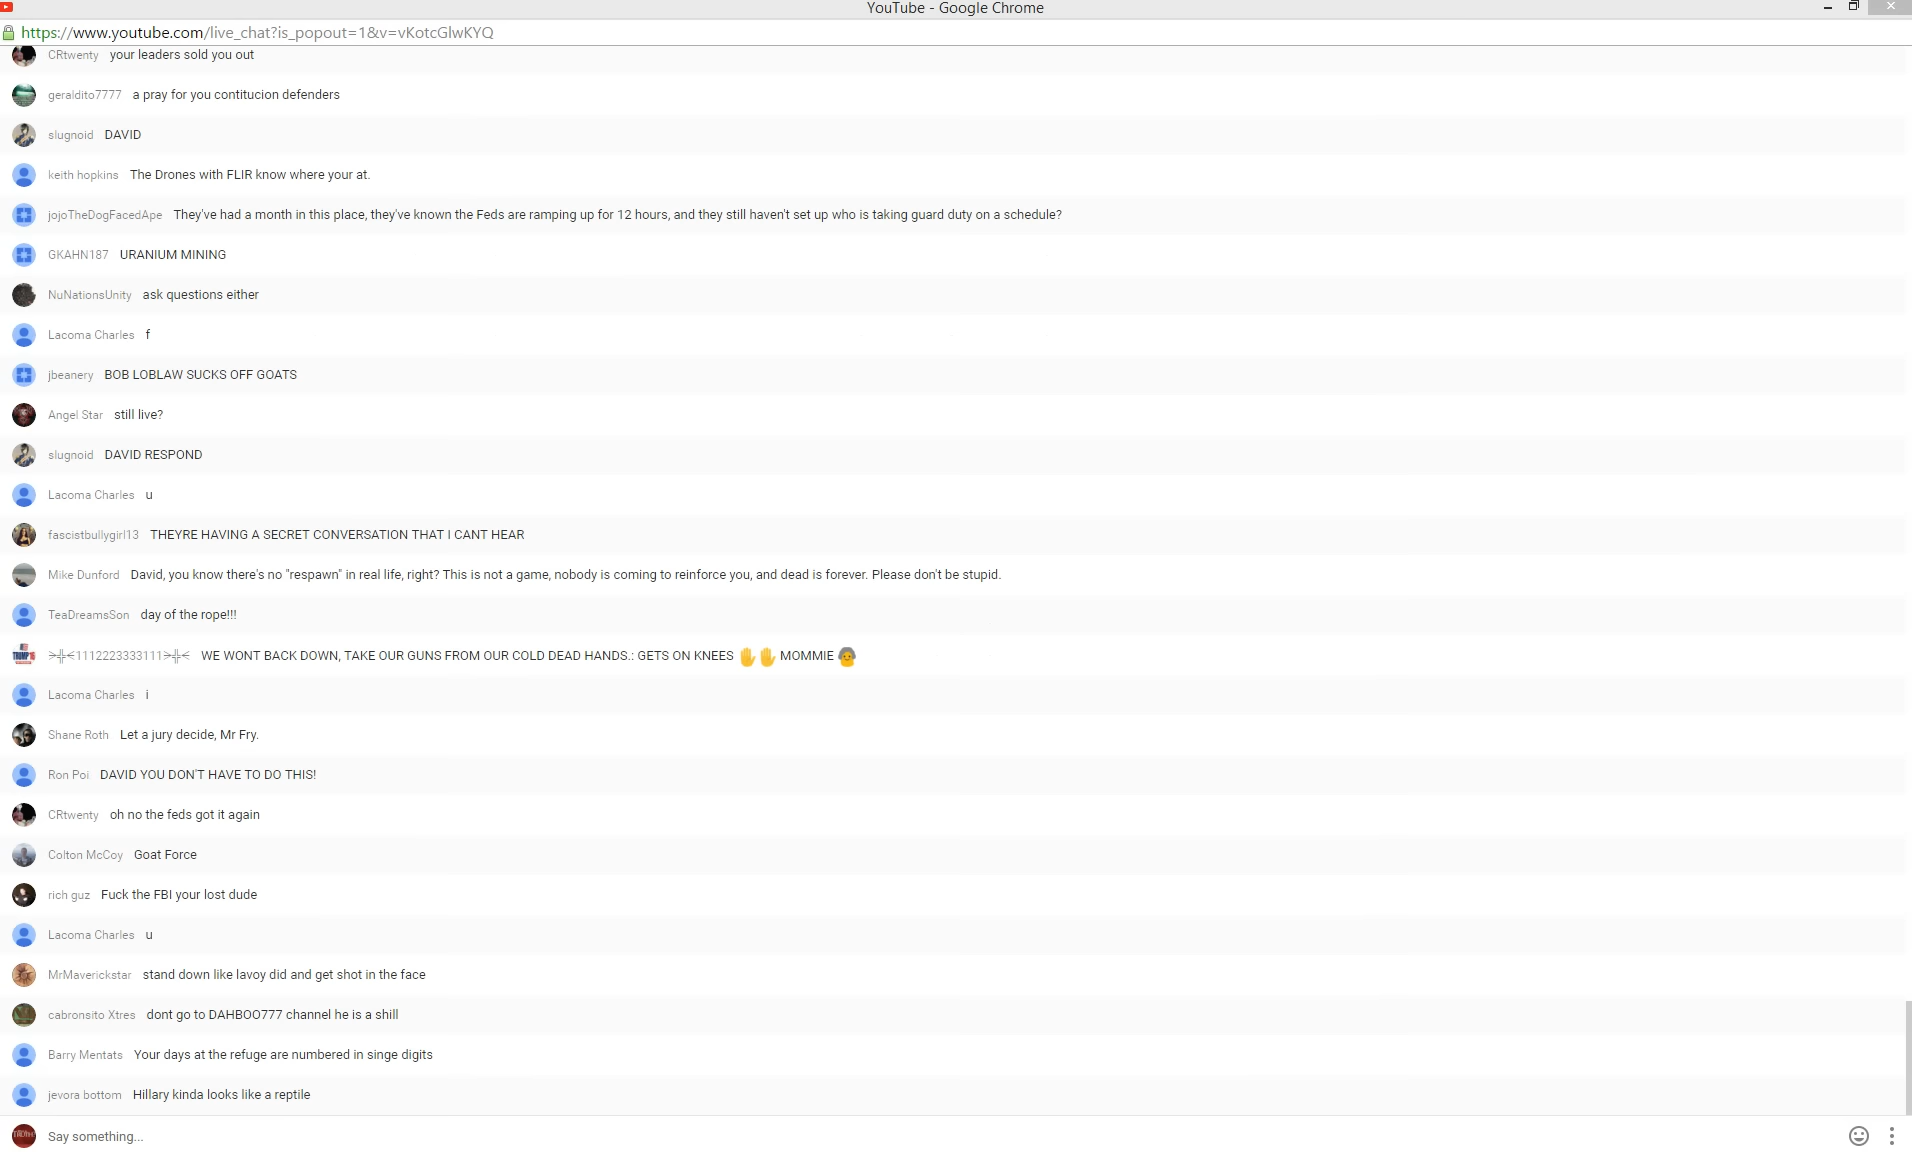 YouTube - Google Chrome
https://www.youtube.com/live_chat?is_popout=1&v=vKotcGlwKYQ
CRtwenty your leaders sold you out
geraldito7777 a pray for you contitucion defenders
slugnoid DAVID
keith hopkins The Drones with FLIR know where your at.
jojoTheDogFacedApe They've had a month in this place, they've known the Feds are ramping up for 12 hours, and they still haven't set up who is taking guard duty on a schedule?
GKAHN187 URANIUM MINING
NuNationsUnity ask questions either
Lacoma Charles f
jbeanery BOB LOBLAW SUCKS OFF GOATS
Angel Star still live?
slugnoid DAVID RESPOND
Lacoma Charles u
fascistbullygirl13 THEYRE HAVING A SECRET CONVERSATION THAT I CANT HEAR
Mike Dunford David, you know there's no "respawn" in real life, right? This is not a game, nobody is coming to reinforce you, and dead is forever. Please don't be stupid.
TeaDreamsSon day of the rope!!!
⋟╬⋞1112223333111⋟╬⋞ WE WONT BACK DOWN, TAKE OUR GUNS FROM OUR COLD DEAD HANDS.: GETS ON KNEES ✋✋ MOMMIE 👵
Lacoma Charles i
Shane Roth Let a jury decide, Mr Fry.
Ron Poi DAVID YOU DON'T HAVE TO DO THIS!
CRtwenty oh no the feds got it again
Colton McCoy Goat Force
rich guz Fuck the FBI your lost dude
Lacoma Charles u
MrMaverickstar stand down like lavoy did and get shot in the face
cabronsito Xtres dont go to DAHBOO777 channel he is a shill
Barry Mentats Your days at the refuge are numbered in singe digits
jevora bottom Hillary kinda looks like a reptile
Say something...